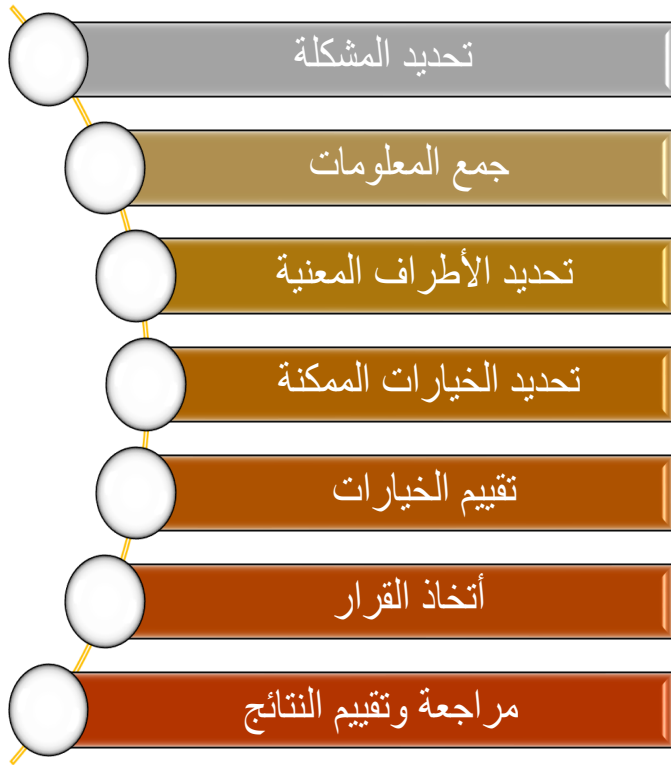 تحديد المشكلة
جمع المعلومات
تحديد الأطراف المعنية
تحديد الخيارات الممكنة
تقييم الخيارات
أتخاذ القرار
مراجعة وتقييم النتائج